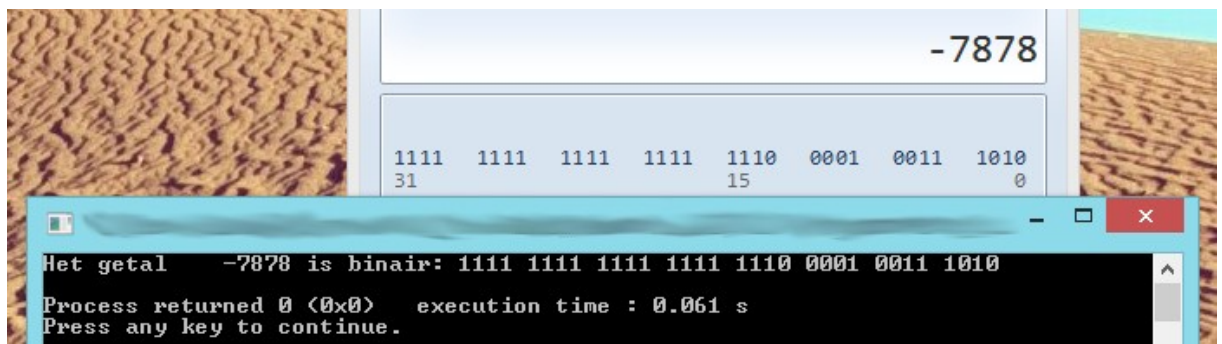 -7878
1111 1111 1111 1111 1110 0001 0011 1010
31 15 0
Het getal -7878 is binair: 1111 1111 1111 1111 1110 0001 0011 1010
Process returned 0 (0x0) execution time : 0.061 s
Press any key to continue.